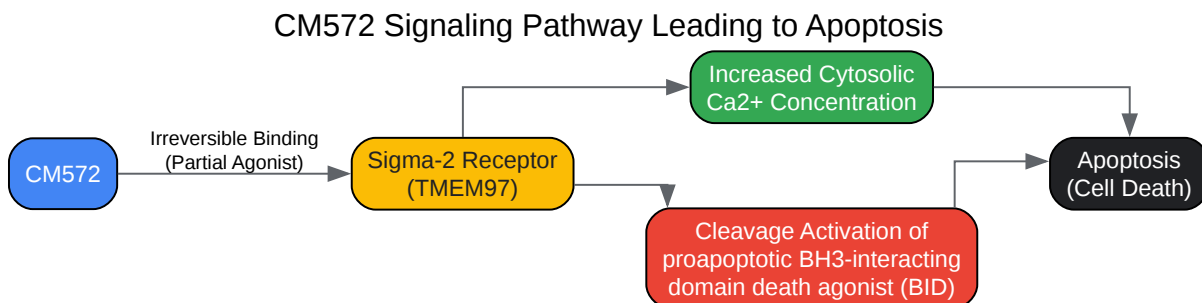 CM572 Signaling Pathway Leading to Apoptosis
CM572
Irreversible Binding
(Partial Agonist)
Sigma-2 Receptor
(TMEM97)
Increased Cytosolic
Ca2+ Concentration
Cleavage Activation of
proapoptotic BH3-interacting
domain death agonist (BID)
Apoptosis
(Cell Death)